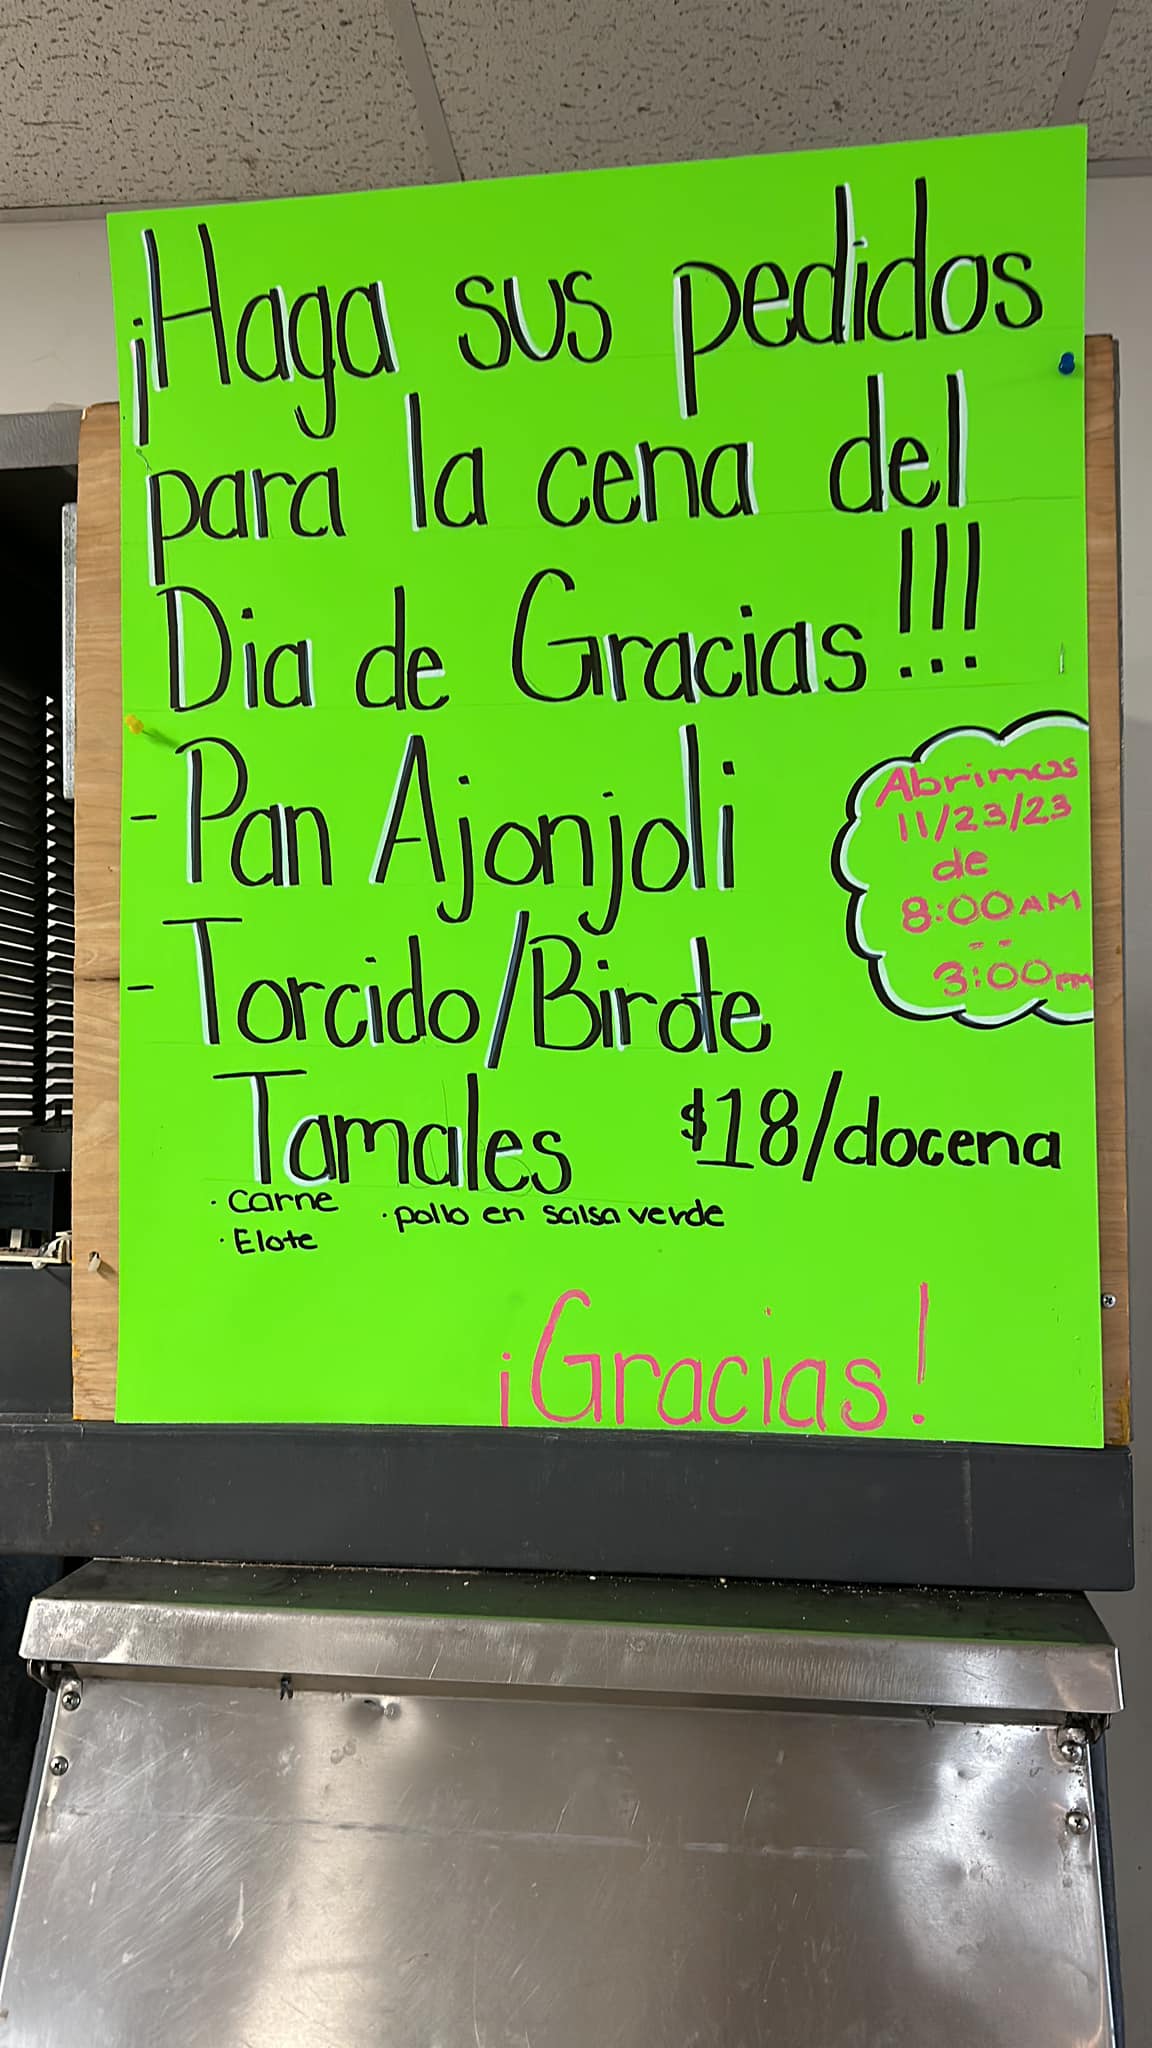 ¡Haga sus pedidos
para la cena del
Dia de Gracias!!!
- Pan Ajonjoli
- Torcido/Birote
Tamales $18/docena
· Carne · pollo en salsa verde
· Elote
Abrimos
11/23/23
de
8:00AM
--
3:00pm
¡Gracias!